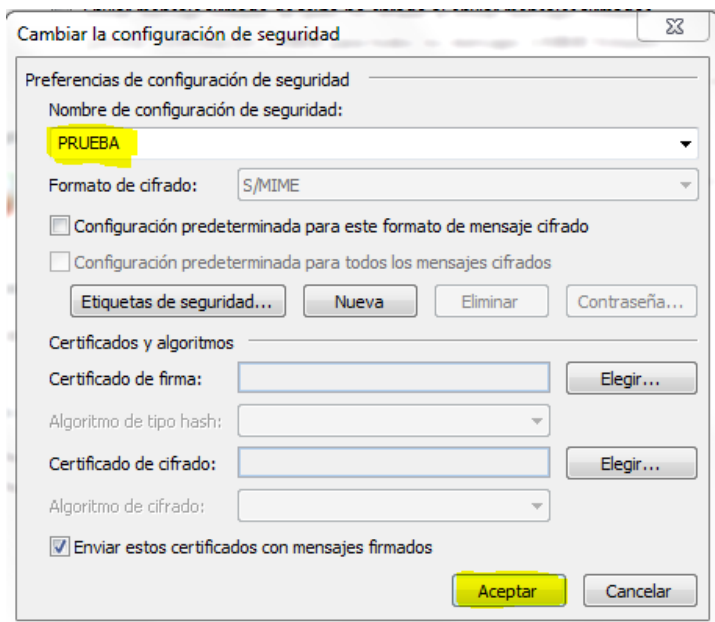 Cambiar la configuración de seguridad
Preferencias de configuración de seguridad
Nombre de configuración de seguridad:
PRUEBA
Formato de cifrado: S/MIME
Configuración predeterminada para este formato de mensaje cifrado
Configuración predeterminada para todos los mensajes cifrados
Etiquetas de seguridad... Nueva Eliminar Contraseña...
Certificados y algoritmos
Certificado de firma: Elegir...
Algoritmo de tipo hash:
Certificado de cifrado: Elegir...
Algoritmo de cifrado:
Enviar estos certificados con mensajes firmados
Aceptar Cancelar